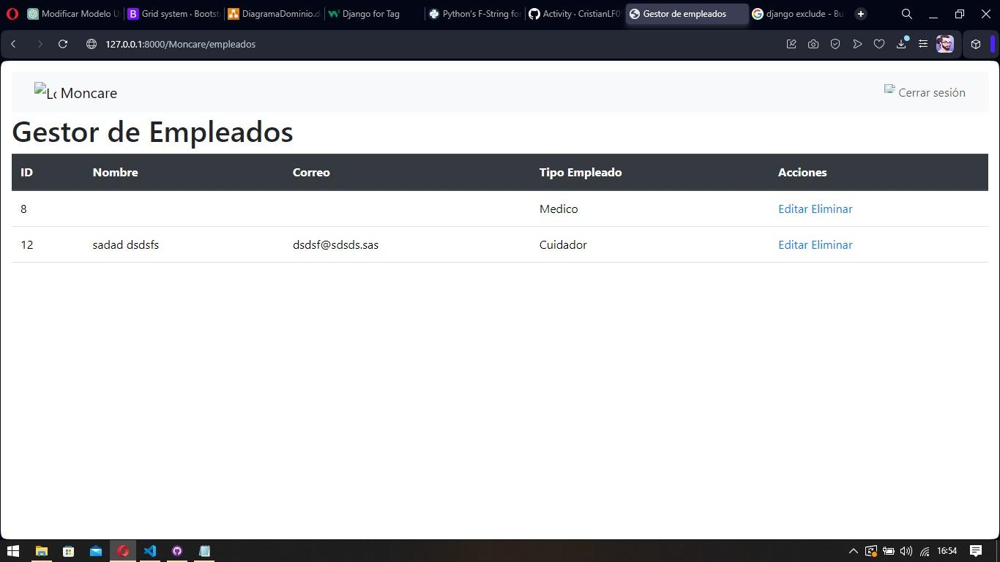 Modificar Modelo U
Grid system · Bootst
DiagramaDominio.d
Django for Tag
Python's F-String for
Activity · CristianLF0
Gestor de empleados
django exclude - Bu
127.0.0.1:8000/Moncare/empleados
Lo Moncare
Cerrar sesión
Gestor de Empleados
ID Nombre Correo Tipo Empleado Acciones
8 Medico Editar Eliminar
12 sadad dsdsfs dsdsf@sdsds.sas Cuidador Editar Eliminar
16:54